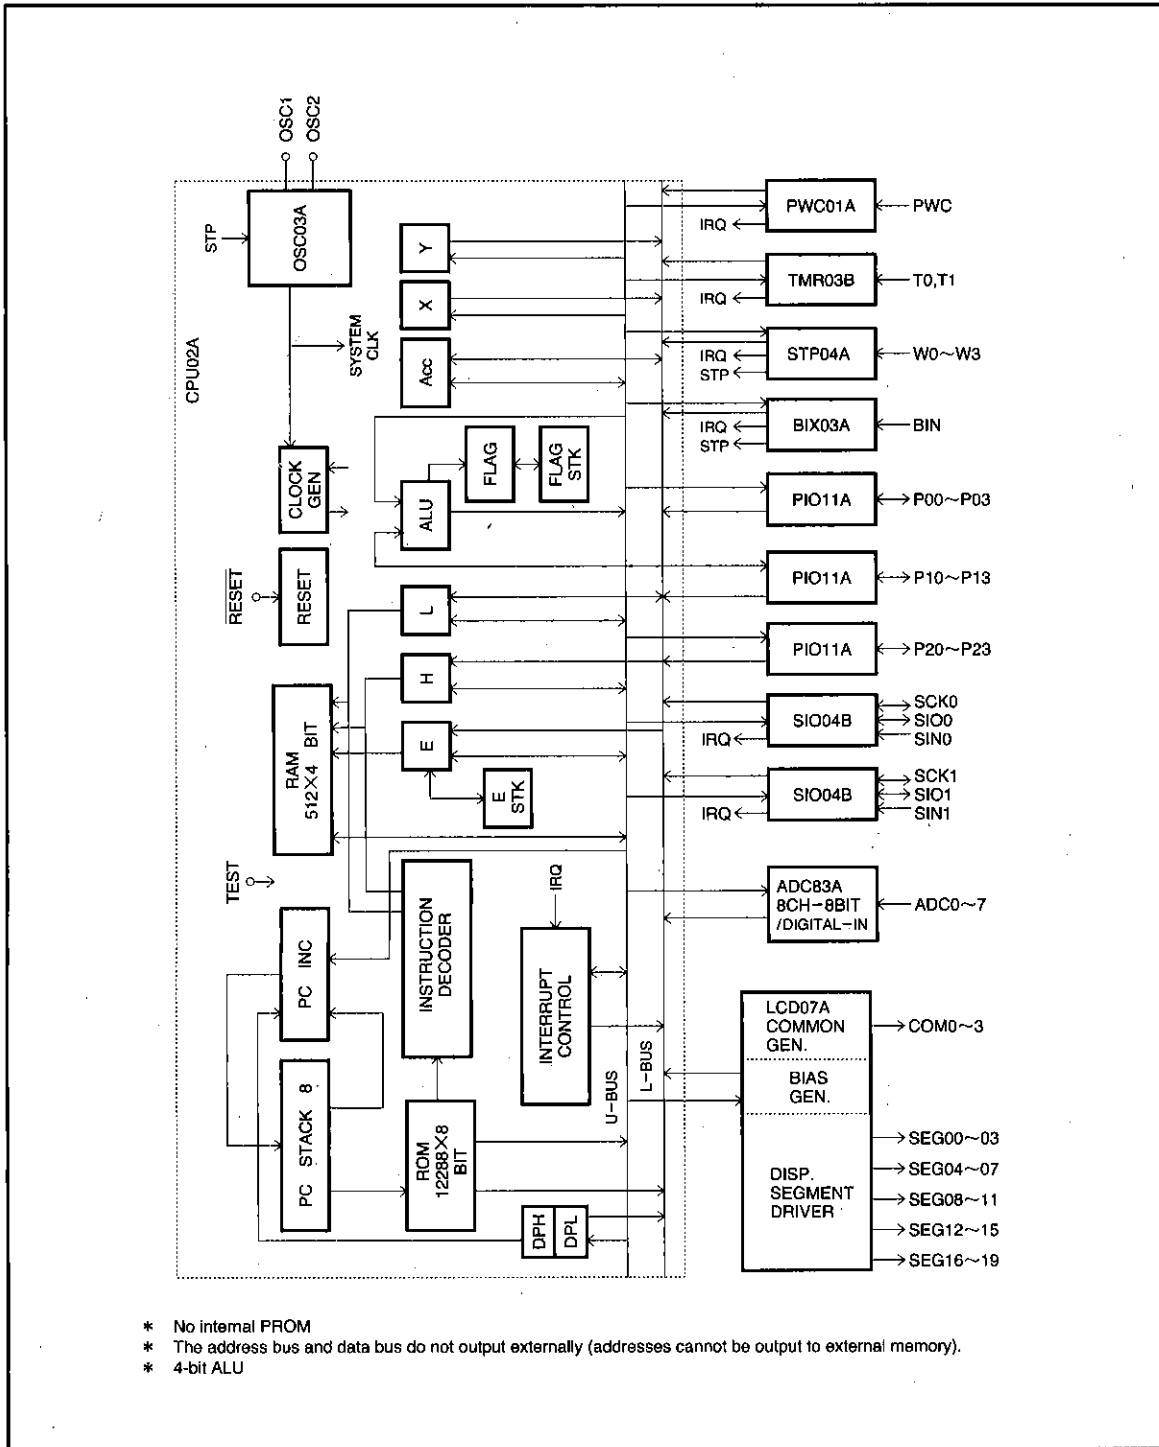 OSC1
OSC2
STP
OSC03A
CPU02A
SYSTEM
CLK
CLOCK
GEN
RESET
RESET
RAM
512×4 BIT
TEST
PC INC
PC STACK 8
Y
X
Acc
FLAG
FLAG
STK
ALU
L
H
E
E
STK
INSTRUCTION
DECODER
ROM
12288×8
BIT
IRQ
INTERRUPT
CONTROL
DPH
DPL
U-BUS
L-BUS
PWC01A
PWC
IRQ
TMR03B
T0,T1
IRQ
STP04A
W0~W3
IRQ
STP
BIX03A
BIN
IRQ
STP
PIO11A
P00~P03
PIO11A
P10~P13
PIO11A
P20~P23
SIO04B
SCK0
SIO0
SIN0
IRQ
SIO04B
SCK1
SIO1
SIN1
IRQ
ADC83A
8CH-8BIT
/DIGITAL-IN
ADC0~7
LCD07A
COMMON
GEN.
COM0~3
BIAS
GEN.
DISP.
SEGMENT
DRIVER
SEG00~03
SEG04~07
SEG08~11
SEG12~15
SEG16~19
* No internal PROM
* The address bus and data bus do not output externally (addresses cannot be output to external memory).
* 4-bit ALU